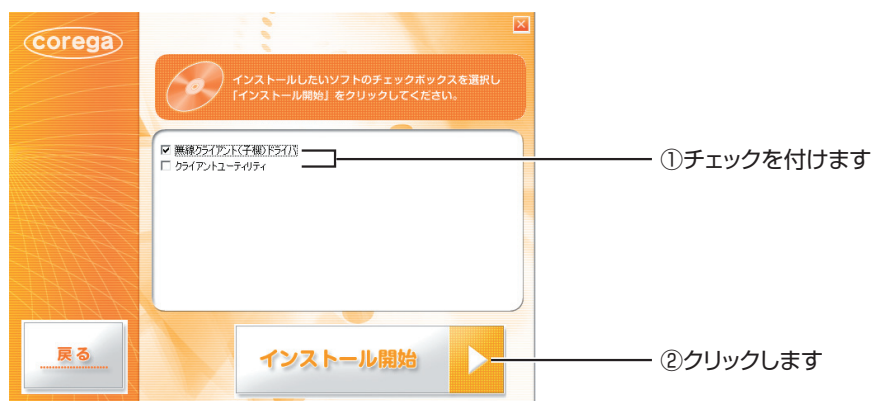 corega
インストールしたいソフトのチェックボックスを選択し
「インストール開始」をクリックしてください。
無線クライアント(子機)ドライバ
クライアントユーティリティ
①チェックを付けます
戻る
インストール開始
②クリックします